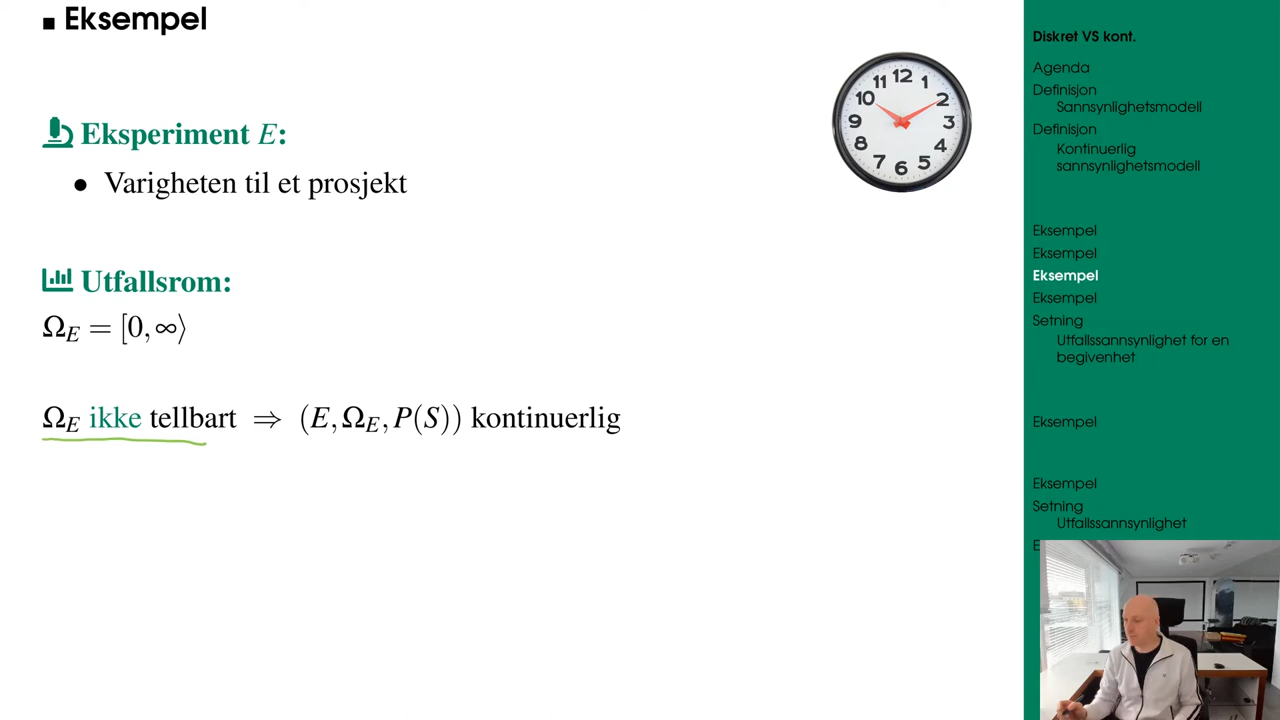 Eksempel
Eksperiment E:
• Varigheten til et prosjekt
Utfallsrom:
Ω_E = [0, ∞⟩
Ω_E ikke tellbart ⇒ (E, Ω_E, P(S)) kontinuerlig
12
11 1
10 2
9 3
8 4
7 5
6
Diskret VS kont.
Agenda
Definisjon
Sannsynlighetsmodell
Definisjon
Kontinuerlig
sannsynlighetsmodell
Eksempel
Eksempel
Eksempel
Eksempel
Setning
Utfallssannsynlighet for en
begivenhet
Eksempel
Eksempel
Setning
Utfallssannsynlighet